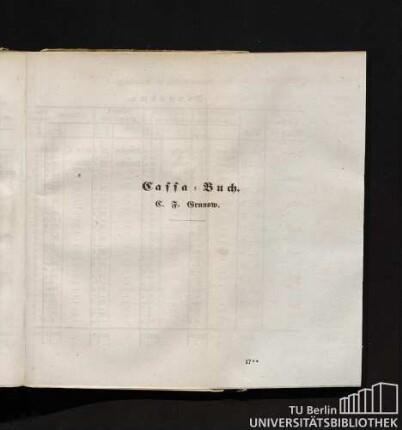 Cassa-Buch.
C. F. Grunow.
17**
TU Berlin
UNIVERSITÄTSBIBLIOTHEK